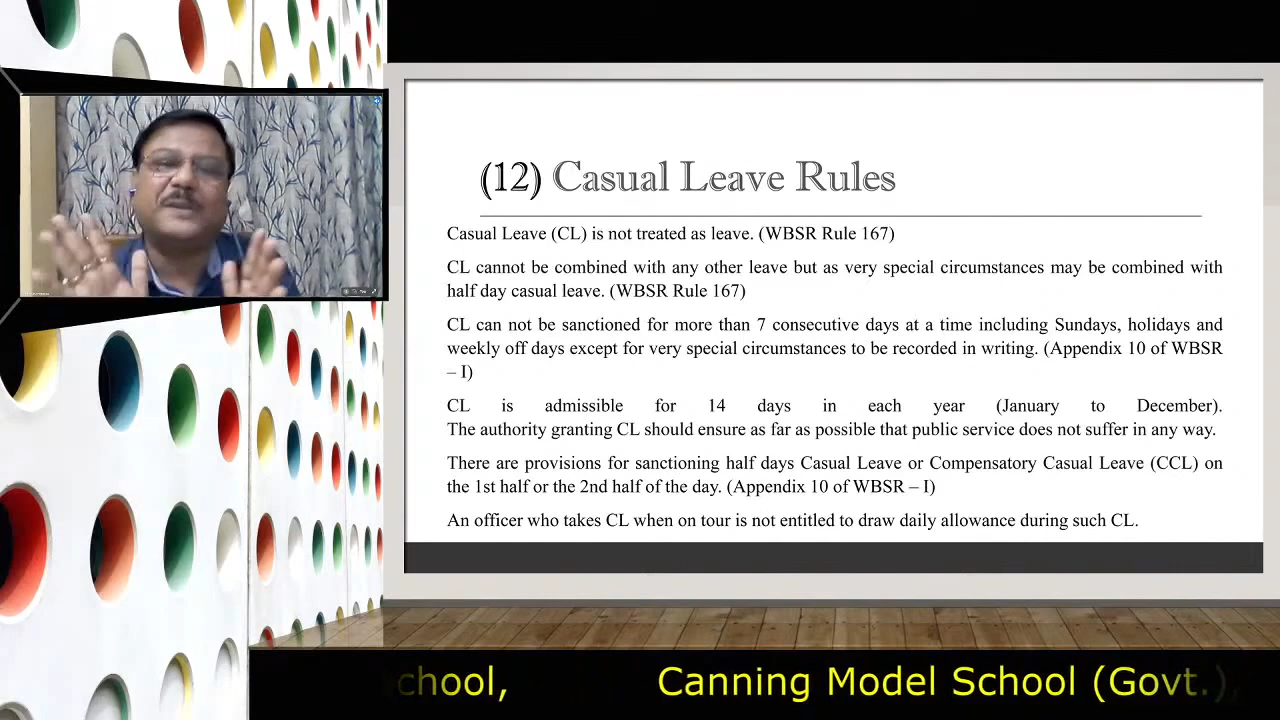 (12) Casual Leave Rules
Casual Leave (CL) is not treated as leave. (WBSR Rule 167)
CL cannot be combined with any other leave but as very special circumstances may be combined with
half day casual leave. (WBSR Rule 167)
CL can not be sanctioned for more than 7 consecutive days at a time including Sundays, holidays and
weekly off days except for very special circumstances to be recorded in writing. (Appendix 10 of WBSR
– I)
CL is admissible for 14 days in each year (January to December).
The authority granting CL should ensure as far as possible that public service does not suffer in any way.
There are provisions for sanctioning half days Casual Leave or Compensatory Casual Leave (CCL) on
the 1st half or the 2nd half of the day. (Appendix 10 of WBSR – I)
An officer who takes CL when on tour is not entitled to draw daily allowance during such CL.
chool, Canning Model School (Govt.),